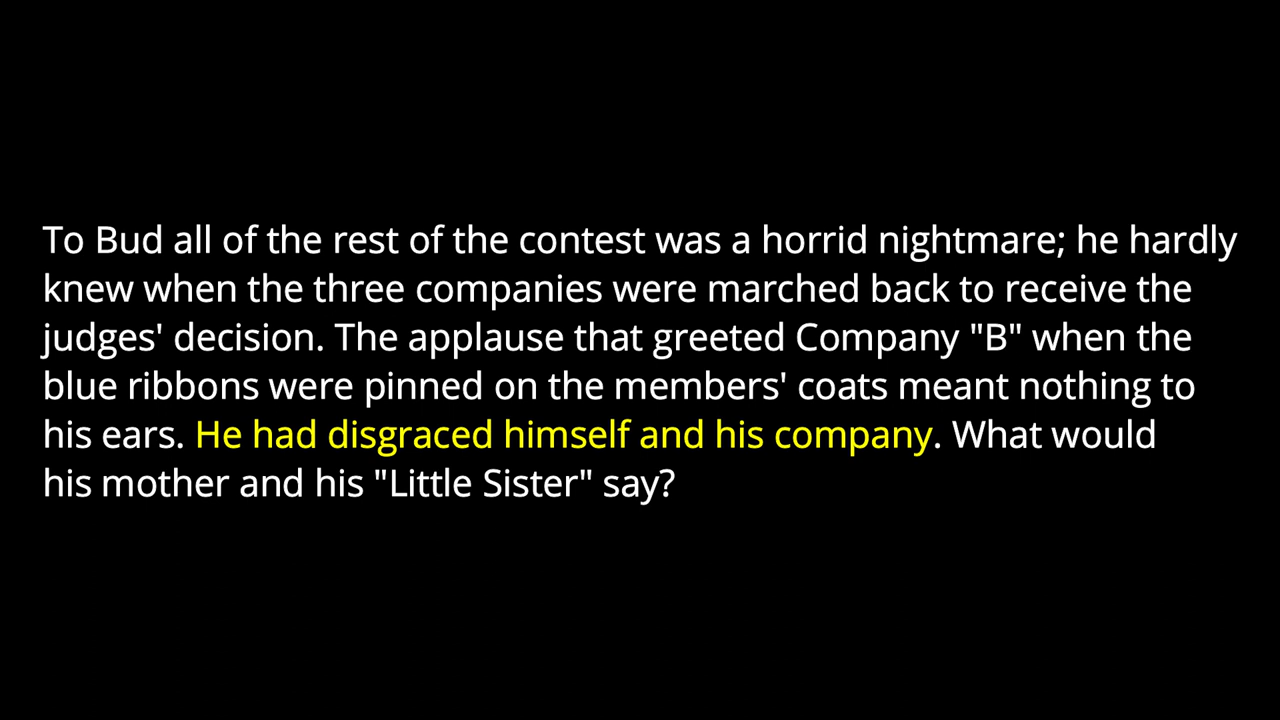 To Bud all of the rest of the contest was a horrid nightmare; he hardly
knew when the three companies were marched back to receive the
judges' decision. The applause that greeted Company "B" when the
blue ribbons were pinned on the members' coats meant nothing to
his ears. He had disgraced himself and his company. What would
his mother and his "Little Sister" say?